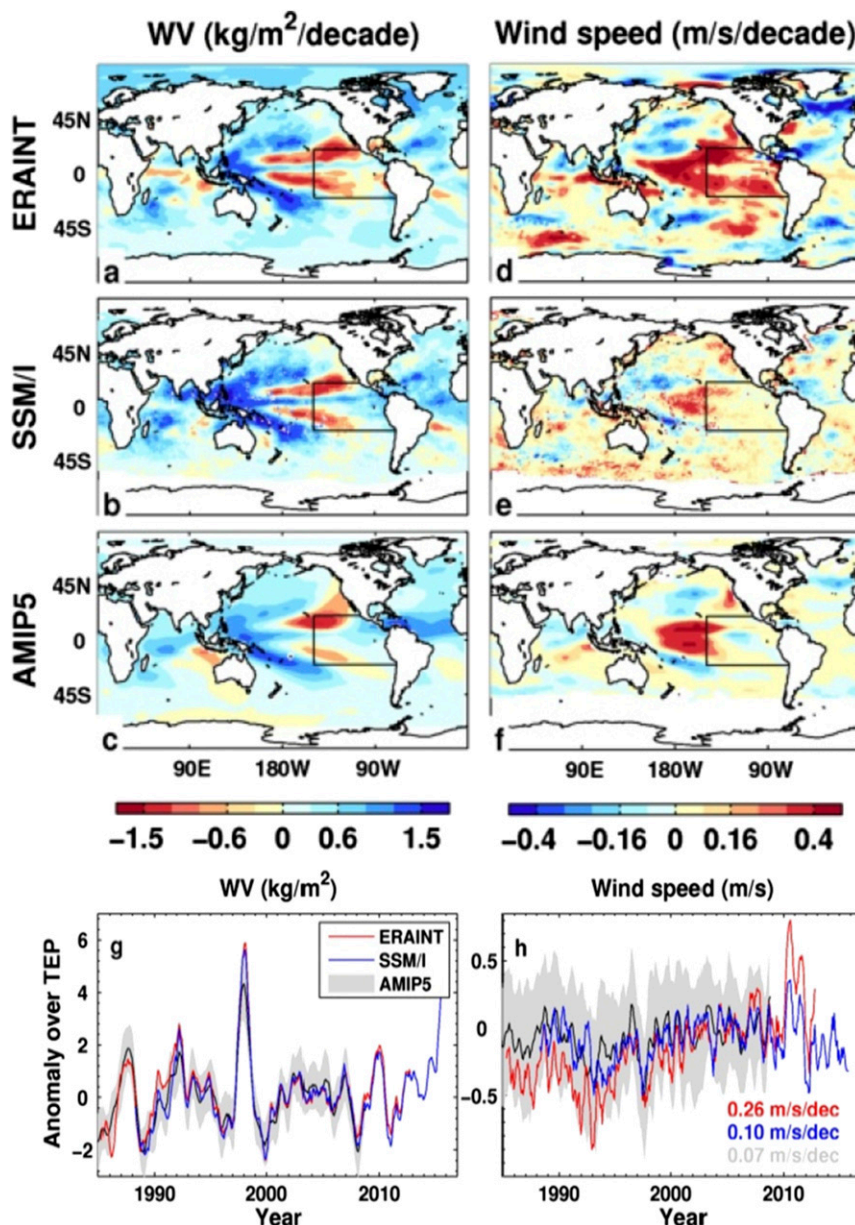 WV (kg/m²/decade) Wind speed (m/s/decade)
ERAINT
45N
0
45S
a d
SSM/I
45N
0
45S
b e
AMIP5
45N
0
45S
c f
90E 180W 90W 90E 180W 90W
−1.5 −0.6 0 0.6 1.5 −0.4 −0.16 0 0.16 0.4
WV (kg/m²) Wind speed (m/s)
Anomaly over TEP
g h
ERAINT
SSM/I
AMIP5
6
4
2
0
−2
0.5
0
−0.5
0.26 m/s/dec
0.10 m/s/dec
0.07 m/s/dec
1990 2000 2010 1990 2000 2010
Year Year